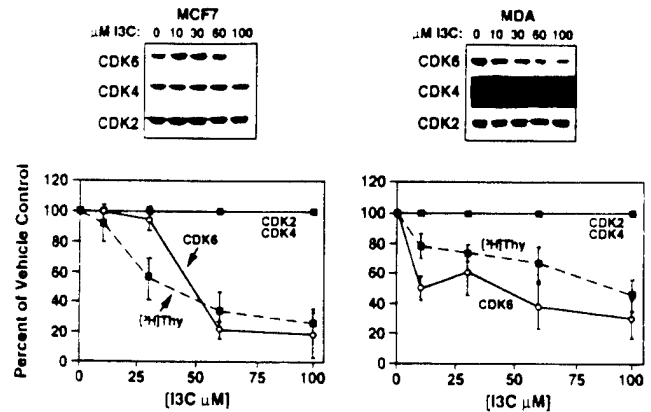 MCF7
µM I3C: 0 10 30 60 100
CDK6
CDK4
CDK2
MDA
µM I3C: 0 10 30 60 100
CDK6
CDK4
CDK2
Percent of Vehicle Control
120
100
80
60
40
20
0
CDK2
CDK4
CDK6
[³H]Thy
0 25 50 75 100
[I3C µM]
120
100
80
60
40
20
0
CDK2
CDK4
[³H]Thy
CDK6
0 25 50 75 100
[I3C µM]